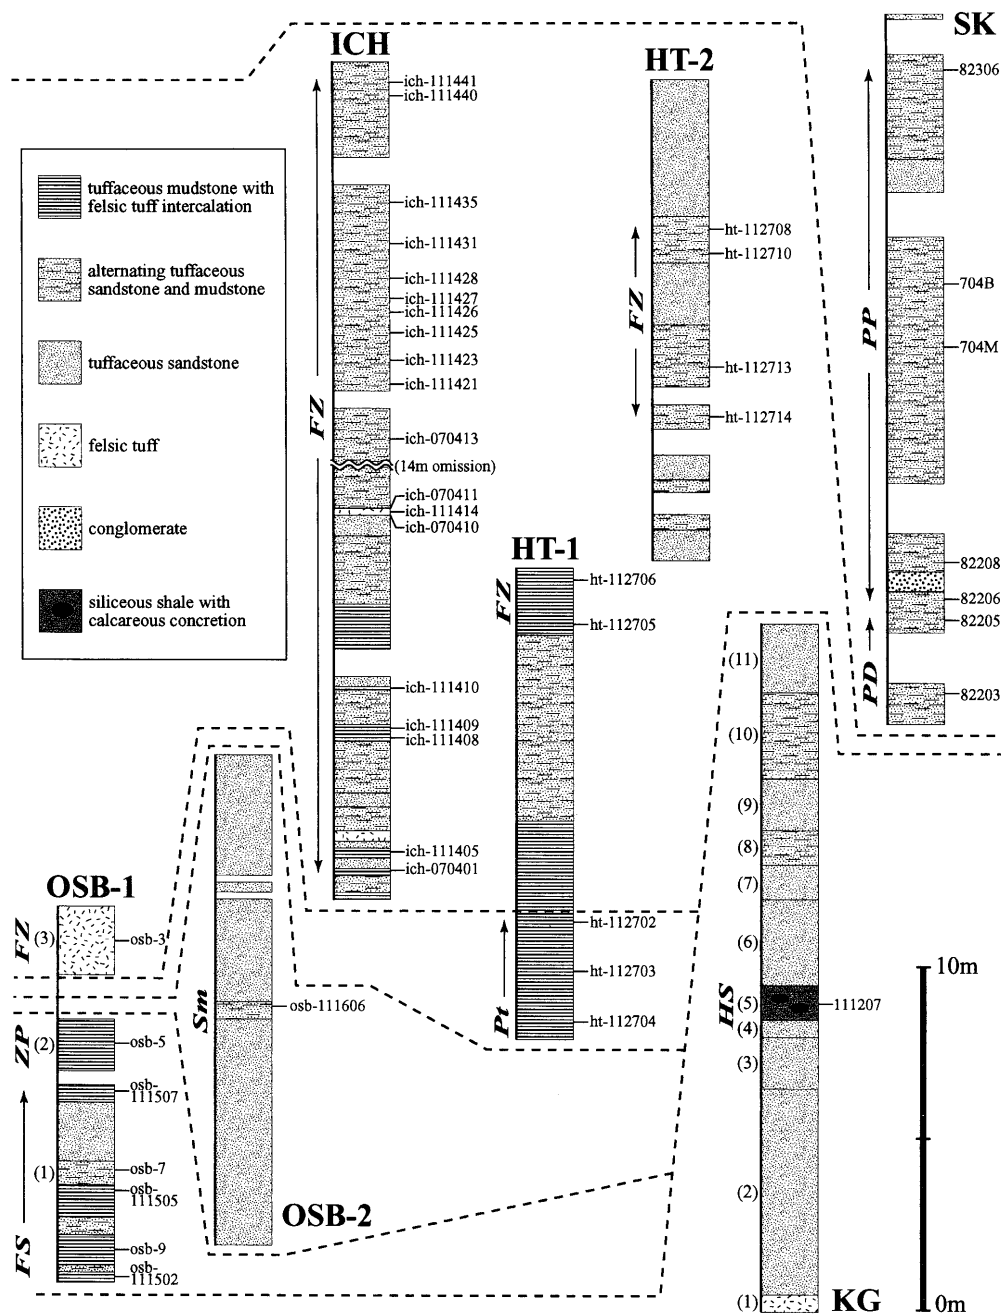 ICH
ich-111441
ich-111440
ich-111435
ich-111431
ich-111428
ich-111427
ich-111426
ich-111425
ich-111423
ich-111421
ich-070413
(14m omission)
ich-070411
ich-111414
ich-070410
ich-111410
ich-111409
ich-111408
ich-111405
ich-070401
FZ
HT-2
ht-112708
ht-112710
ht-112713
ht-112714
FZ
SK
82306
704B
704M
82208
82206
82205
82203
PP
PD
tuffaceous mudstone with
felsic tuff intercalation
alternating tuffaceous
sandstone and mudstone
tuffaceous sandstone
felsic tuff
conglomerate
siliceous shale with
calcareous concretion
HT-1
FZ
ht-112706
ht-112705
ht-112702
ht-112703
ht-112704
Pt
OSB-1
FZ
(3)
osb-3
ZP
(2)
osb-5
osb-
111507
(1)
osb-7
osb-
111505
FS
osb-9
osb-
111502
Sm
osb-111606
OSB-2
HS
(11)
(10)
(9)
(8)
(7)
(6)
(5)
111207
(4)
(3)
(2)
(1)
KG
10m
0m